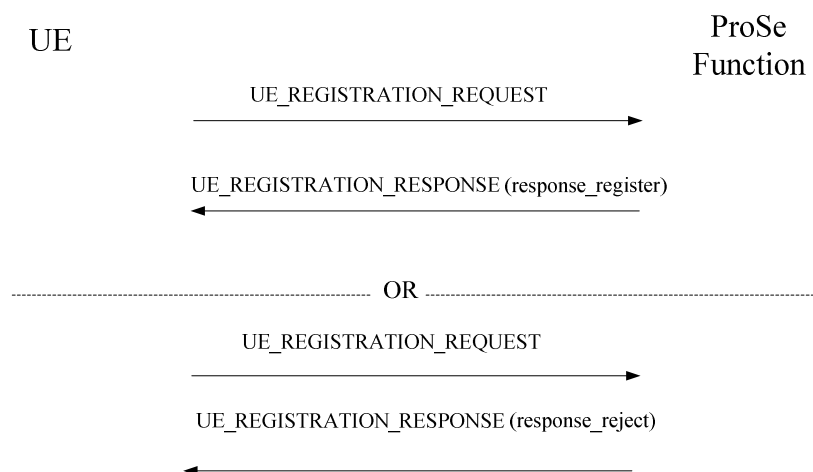 UE
ProSe
Function
UE_REGISTRATION_REQUEST
UE_REGISTRATION_RESPONSE (response_register)
OR
UE_REGISTRATION_REQUEST
UE_REGISTRATION_RESPONSE (response_reject)